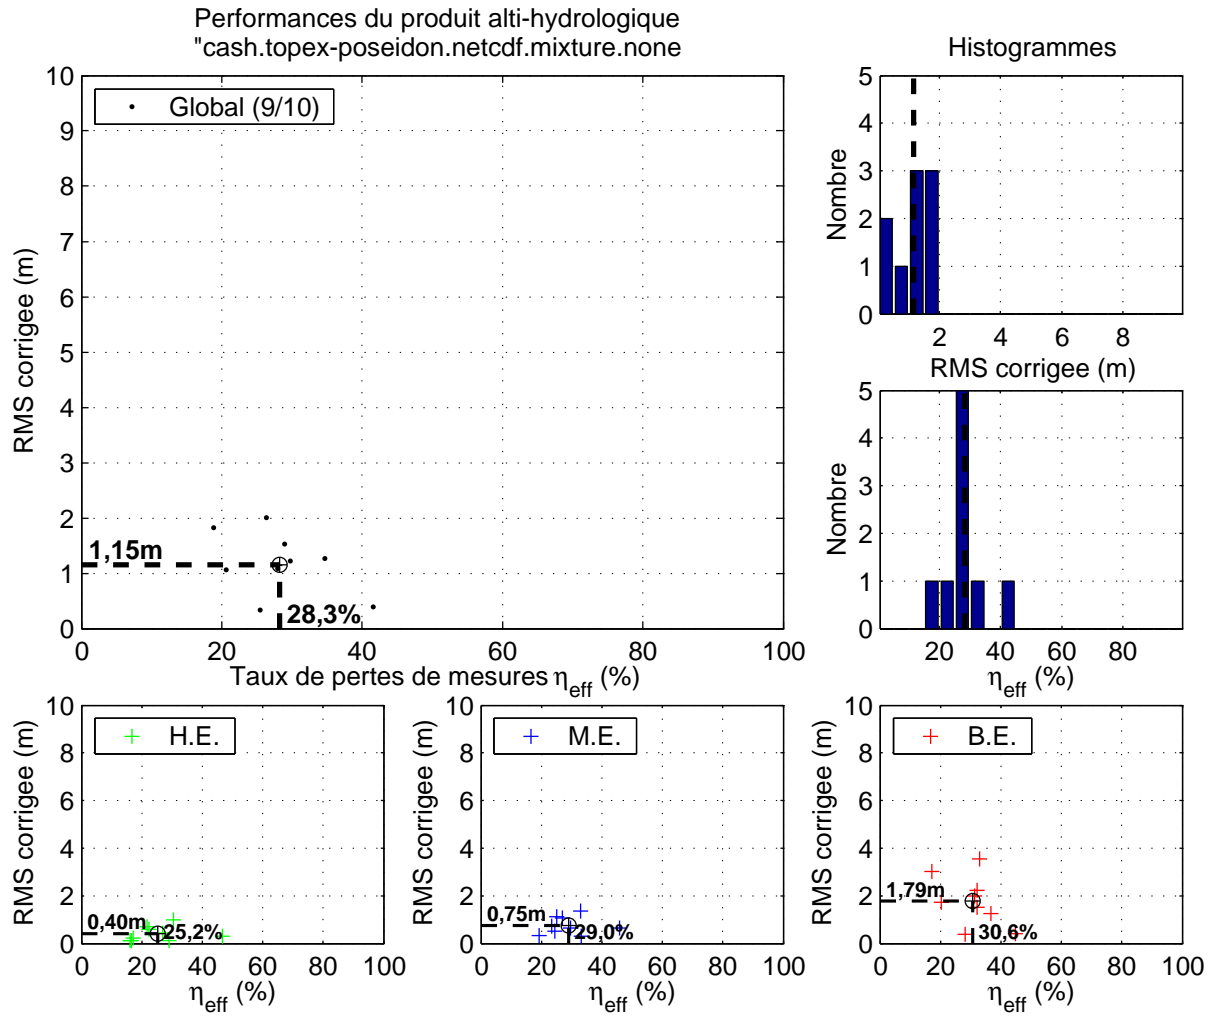 Performances du produit alti-hydrologique
"cash.topex-poseidon.netcdf.mixture.none
10
9
8
7
6
5
4
3
2
1
0
RMS corrigee (m)
Global (9/10)
1,15m
28,3%
0 20 40 60 80 100
Taux de pertes de mesures ηeff (%)
Histogrammes
5
4
3
2
1
0
Nombre
2 4 6 8
RMS corrigee (m)
5
4
3
2
1
0
Nombre
20 40 60 80
ηeff (%)
10
8
6
4
2
0
RMS corrigee (m)
H.E.
0,40m
25,2%
0 20 40 60 80 100
ηeff (%)
10
8
6
4
2
0
RMS corrigee (m)
M.E.
0,75m
29,0%
0 20 40 60 80 100
ηeff (%)
10
8
6
4
2
0
RMS corrigee (m)
B.E.
1,79m
30,6%
0 20 40 60 80 100
ηeff (%)